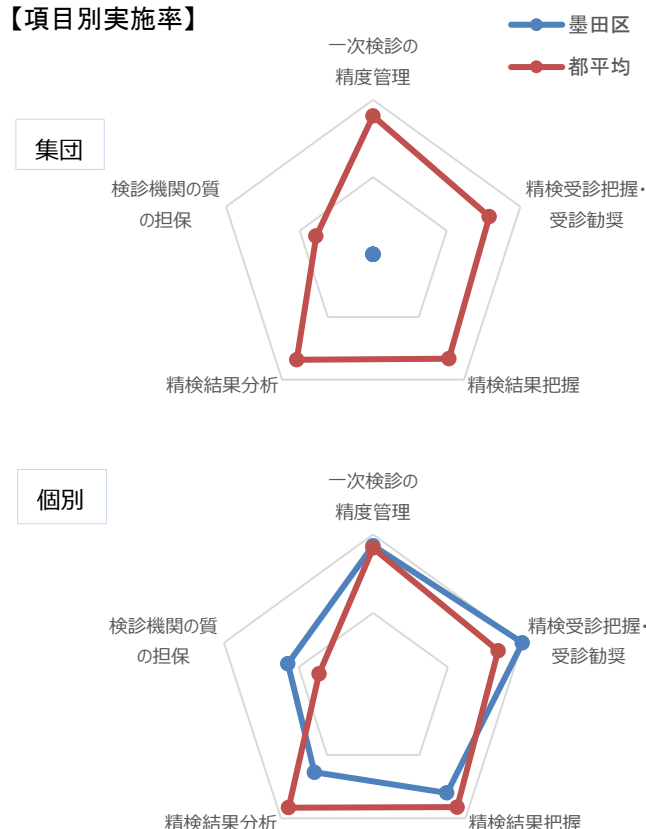 【項目別実施率】
墨田区
都平均
集団
一次検診の
精度管理
精検受診把握・
受診勧奨
精検結果把握
精検結果分析
検診機関の質
の担保
個別
一次検診の
精度管理
精検受診把握・
受診勧奨
精検結果把握
精検結果分析
検診機関の質
の担保